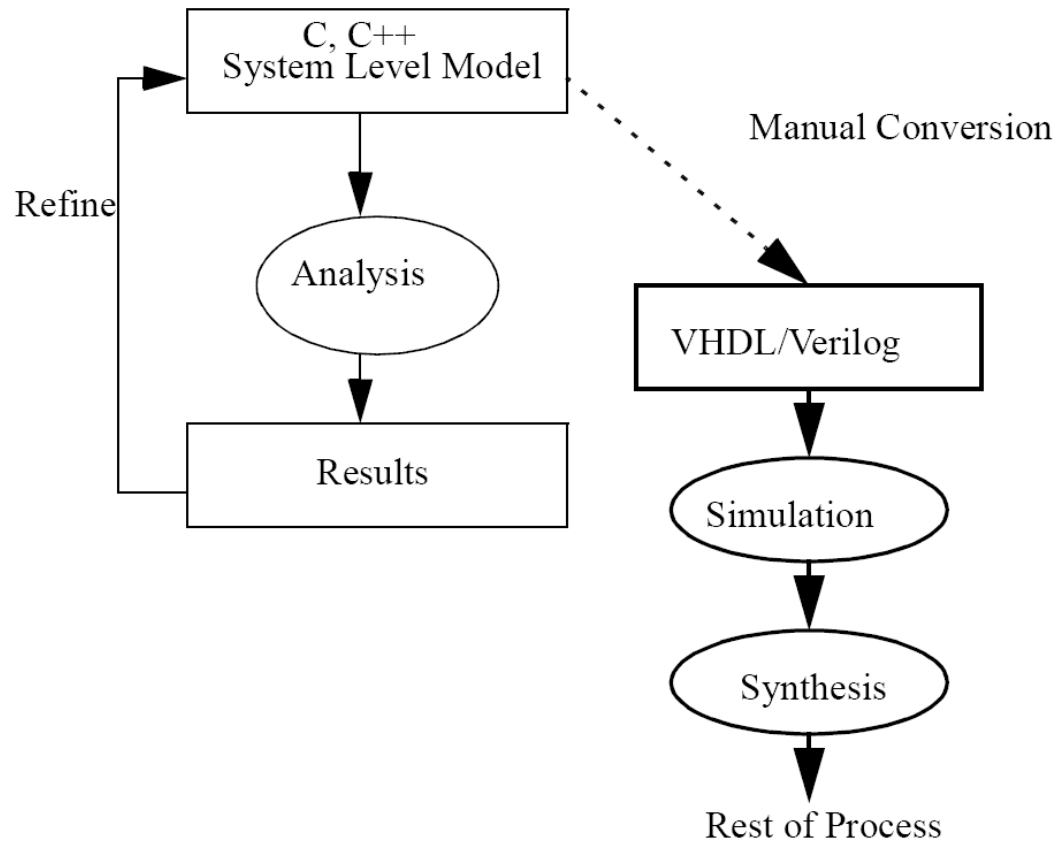 C, C++
System Level Model
Manual Conversion
Refine
Analysis
VHDL/Verilog
Results
Simulation
Synthesis
Rest of Process